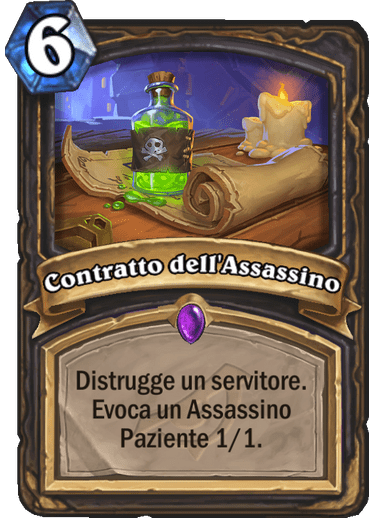 6
Contratto dell'Assassino
Distrugge un servitore.
Evoca un Assassino
Paziente 1/1.